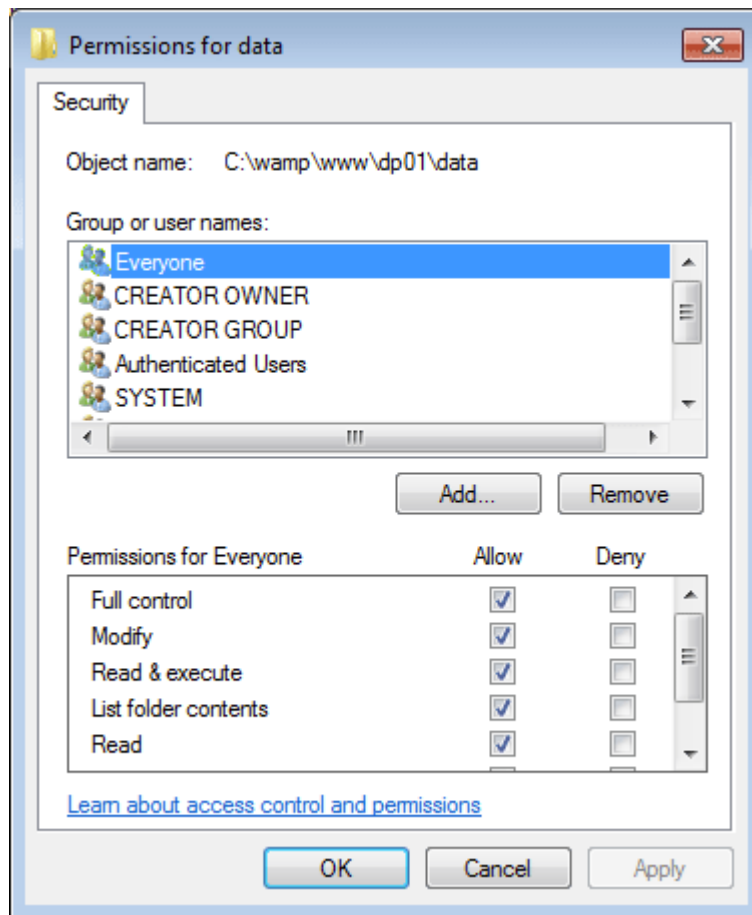 Permissions for data
Security
Object name: C:\wamp\www\dp01\data
Group or user names:
Everyone
CREATOR OWNER
CREATOR GROUP
Authenticated Users
SYSTEM
Add... Remove
Permissions for Everyone Allow Deny
Full control
Modify
Read & execute
List folder contents
Read
Learn about access control and permissions
OK Cancel Apply